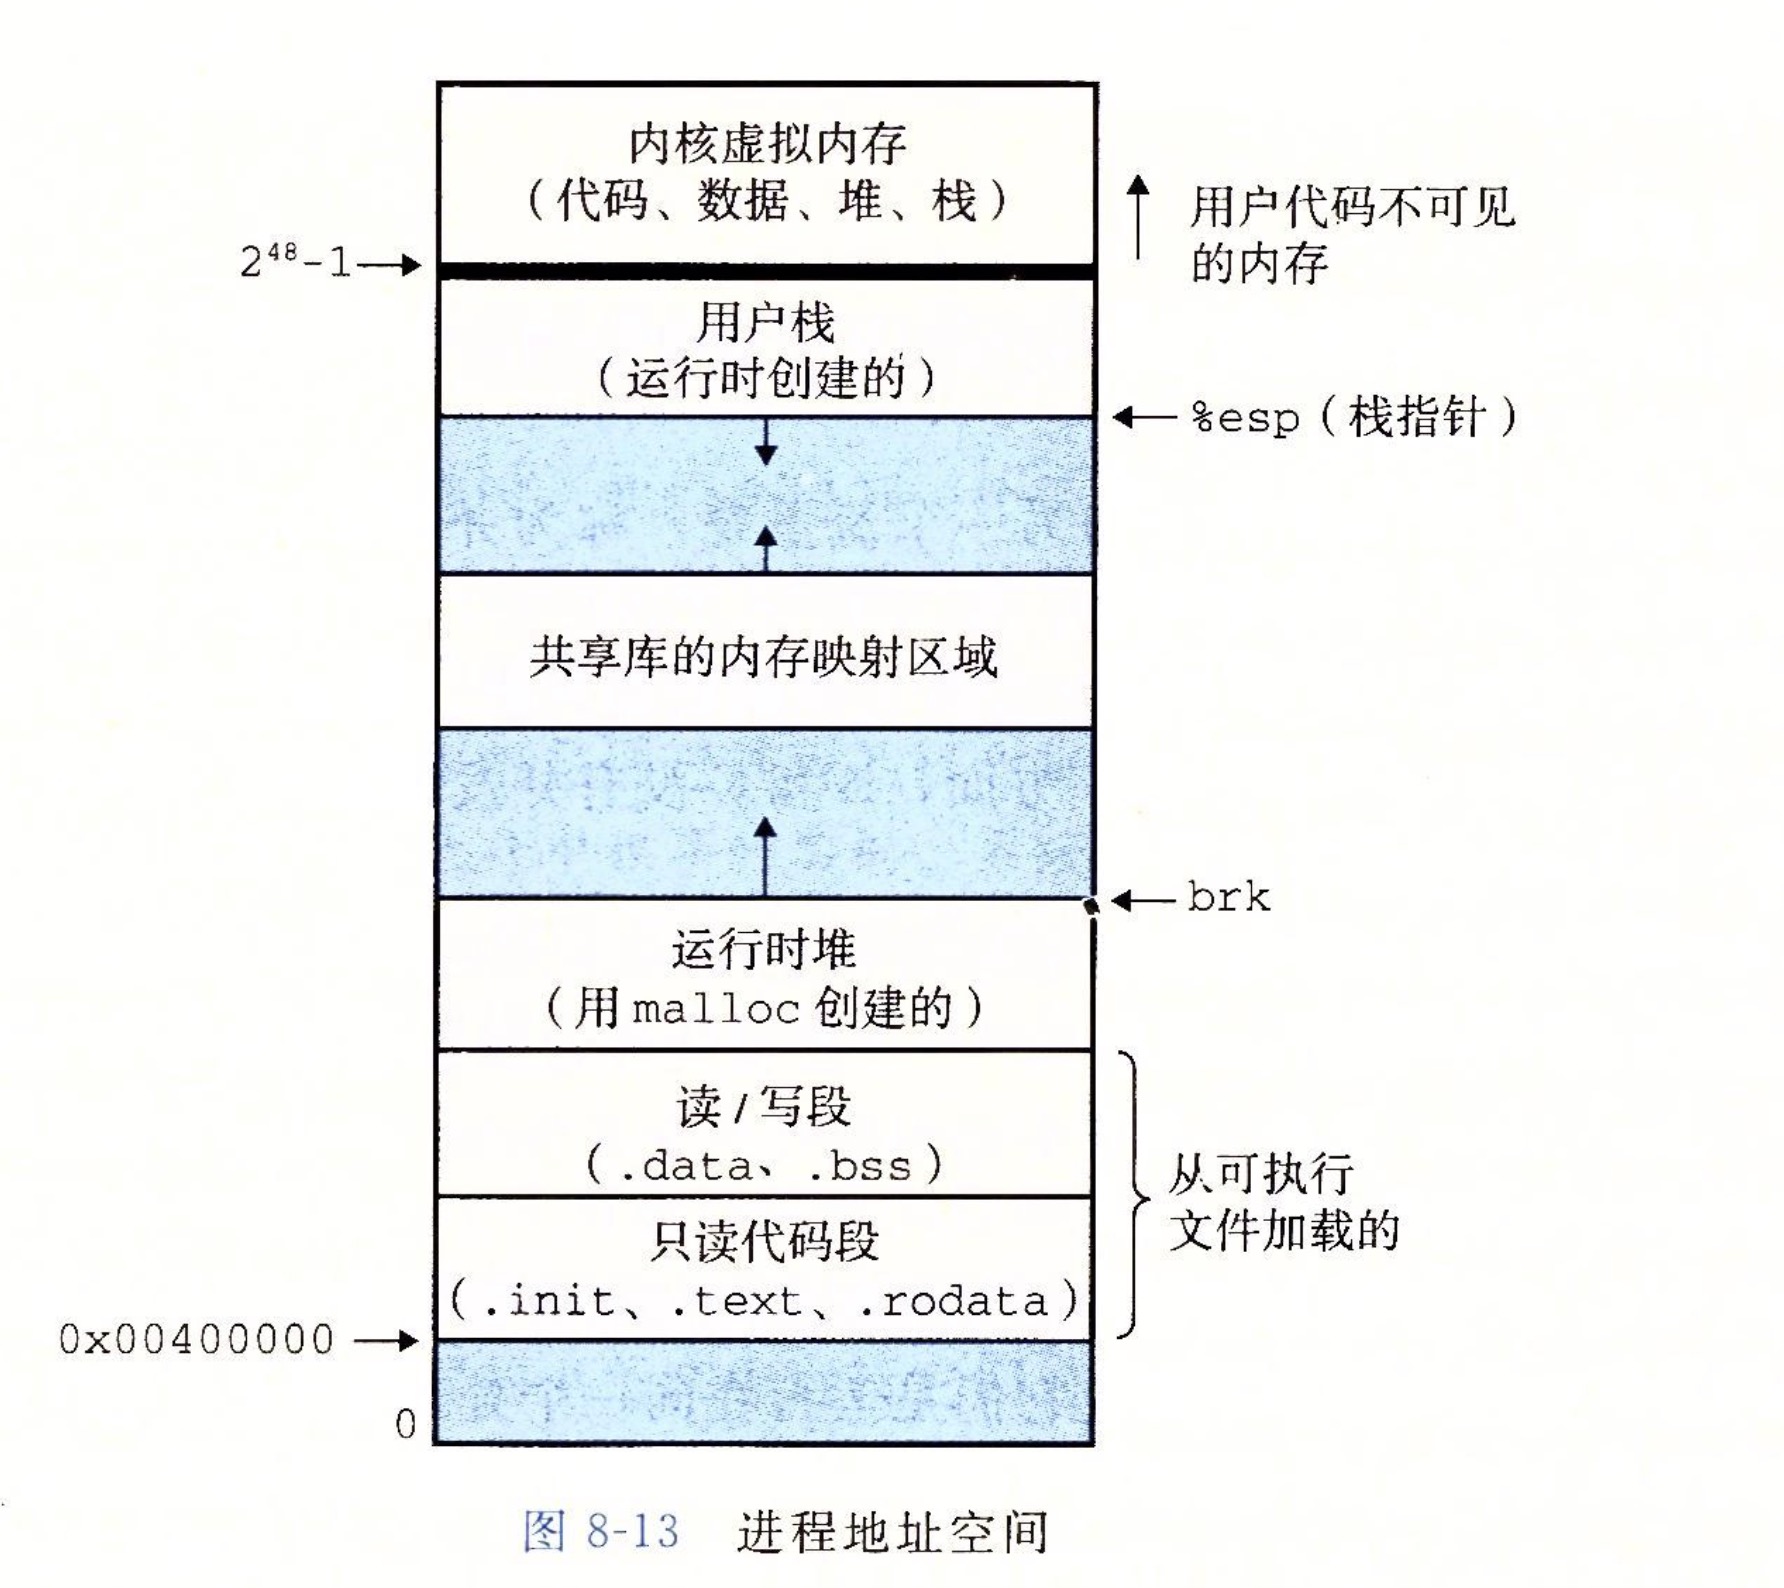 内核虚拟内存
（代码、数据、堆、栈）
用户代码不可见
的内存
2⁴⁸-1
用户栈
（运行时创建的）
%esp（栈指针）
共享库的内存映射区域
brk
运行时堆
（用malloc创建的）
读/写段
（.data、.bss）
从可执行
文件加载的
只读代码段
（.init、.text、.rodata）
0x00400000
0
图 8-13 进程地址空间